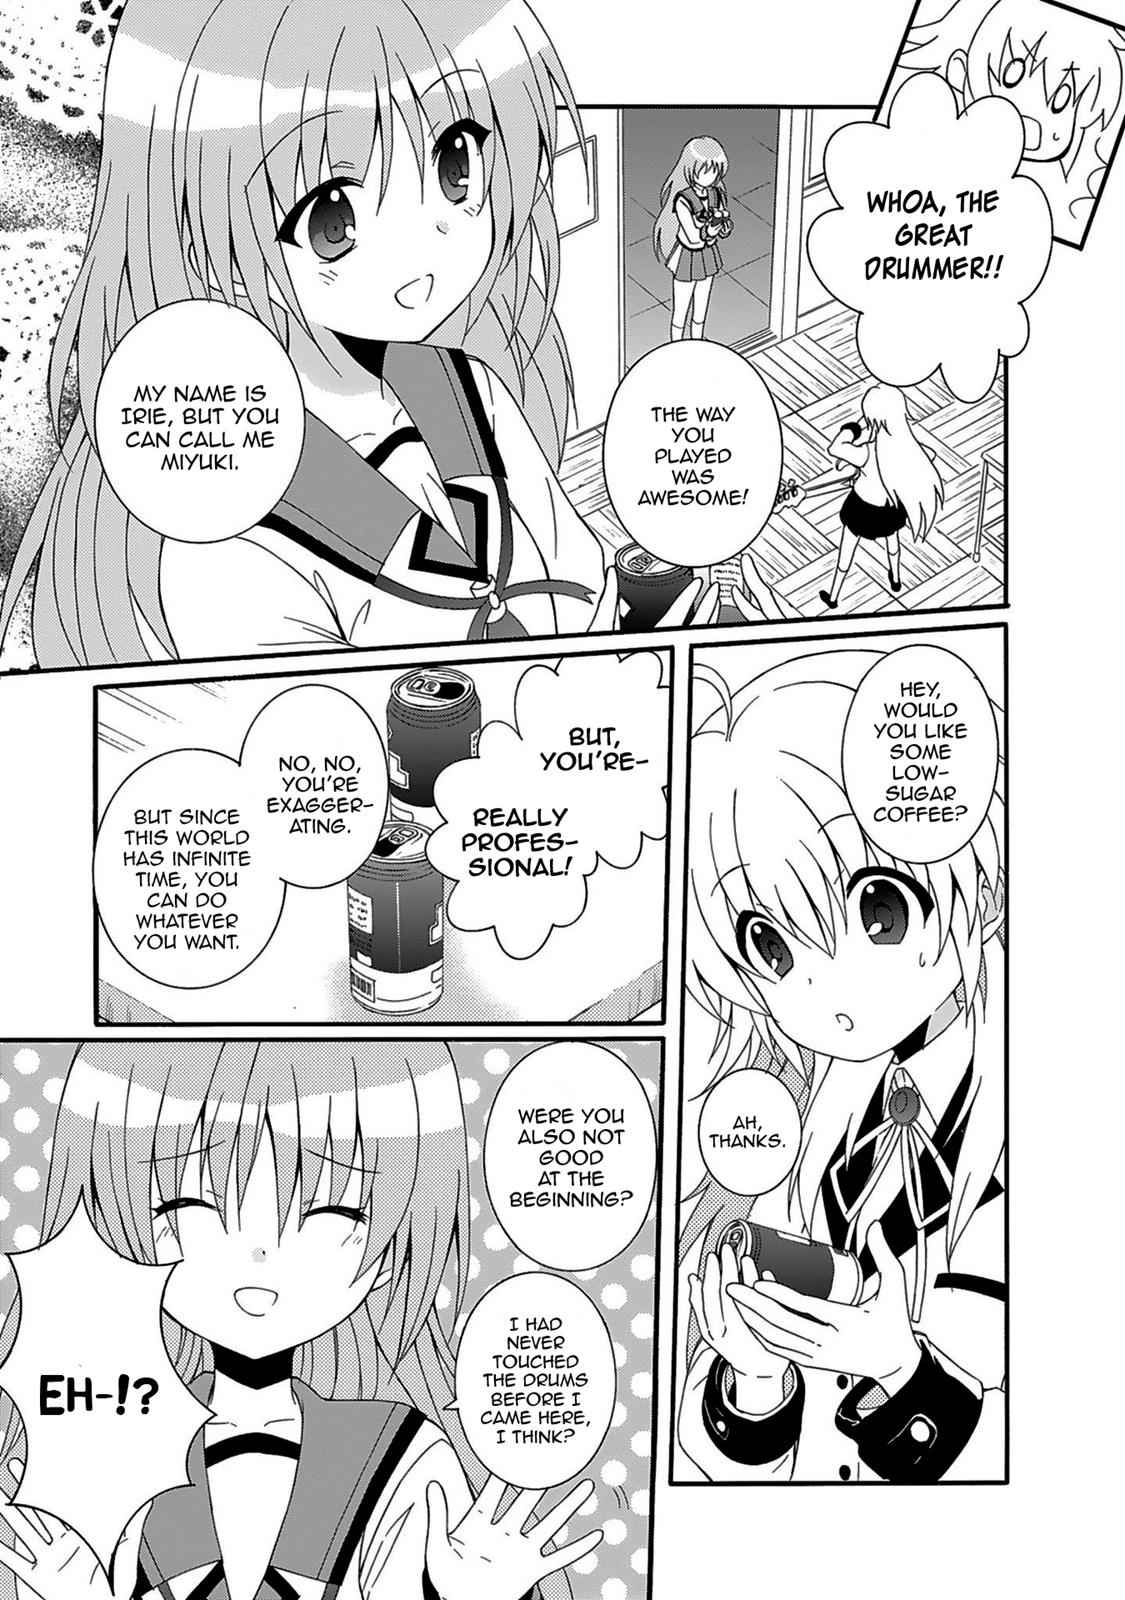 WHOA, THE
GREAT
DRUMMER!!
THE WAY
YOU
PLAYED
WAS
AWESOME!
MY NAME IS
IRIE, BUT YOU
CAN CALL ME
MIYUKI.
HEY,
WOULD
YOU LIKE
SOME
LOW-
SUGAR
COFFEE?
AH,
THANKS.
BUT,
YOU'RE-
REALLY
PROFES-
SIONAL!
NO, NO,
YOU'RE
EXAGGER-
ATING.
BUT SINCE
THIS WORLD
HAS INFINITE
TIME, YOU
CAN DO
WHATEVER
YOU WANT.
WERE YOU
ALSO NOT
GOOD
AT THE
BEGINNING?
I HAD
NEVER
TOUCHED
THE DRUMS
BEFORE I
CAME HERE,
I THINK?
EH-!?